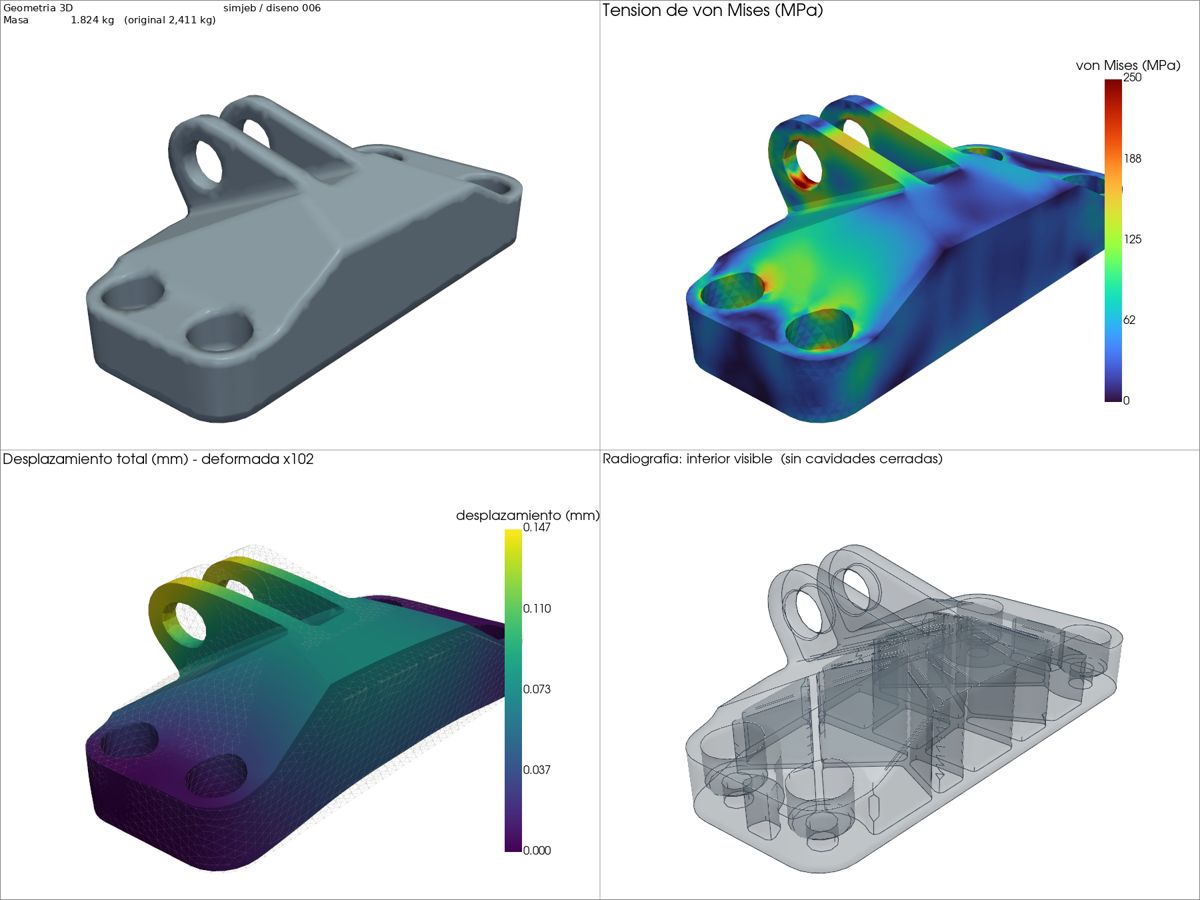 Geometria 3D simjeb / diseno 006
Masa 1.824 kg (original 2,411 kg)
Tension de von Mises (MPa)
von Mises (MPa)
250
188
125
62
0
Desplazamiento total (mm) - deformada x102
desplazamiento (mm)
0.147
0.110
0.073
0.037
0.000
Radiografia: interior visible (sin cavidades cerradas)